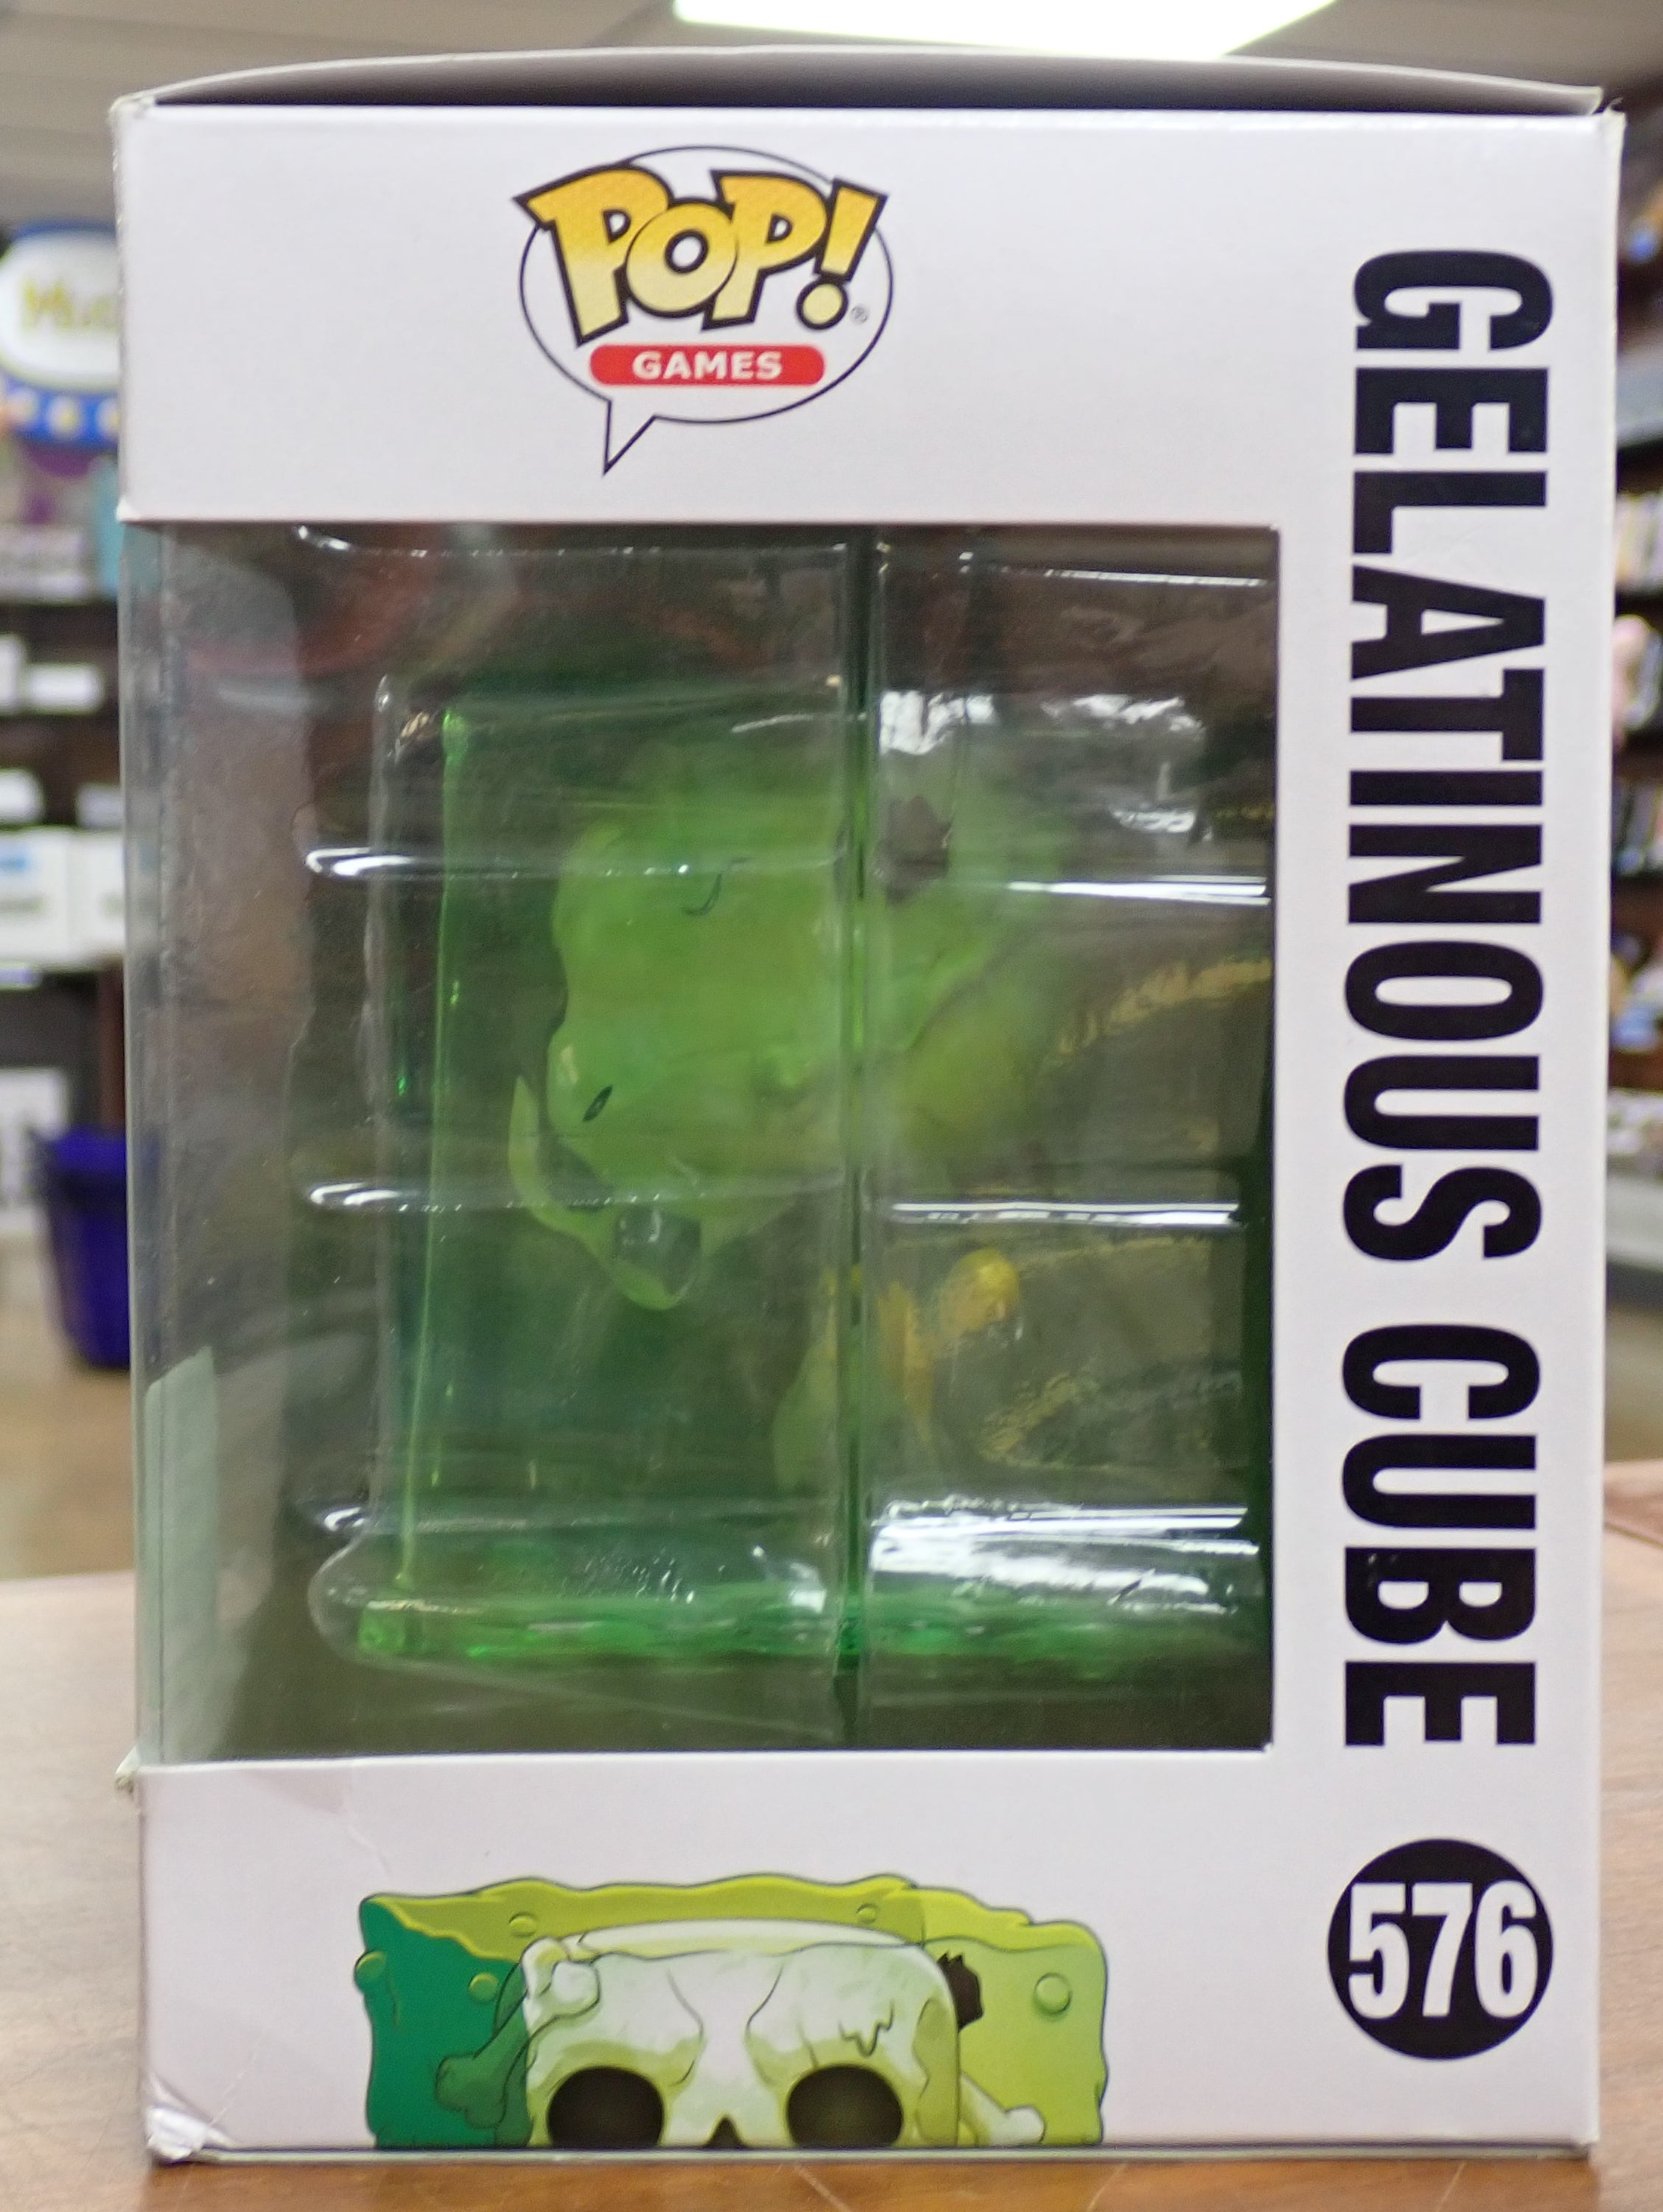 POP!
®
GAMES
GELATINOUS CUBE
576